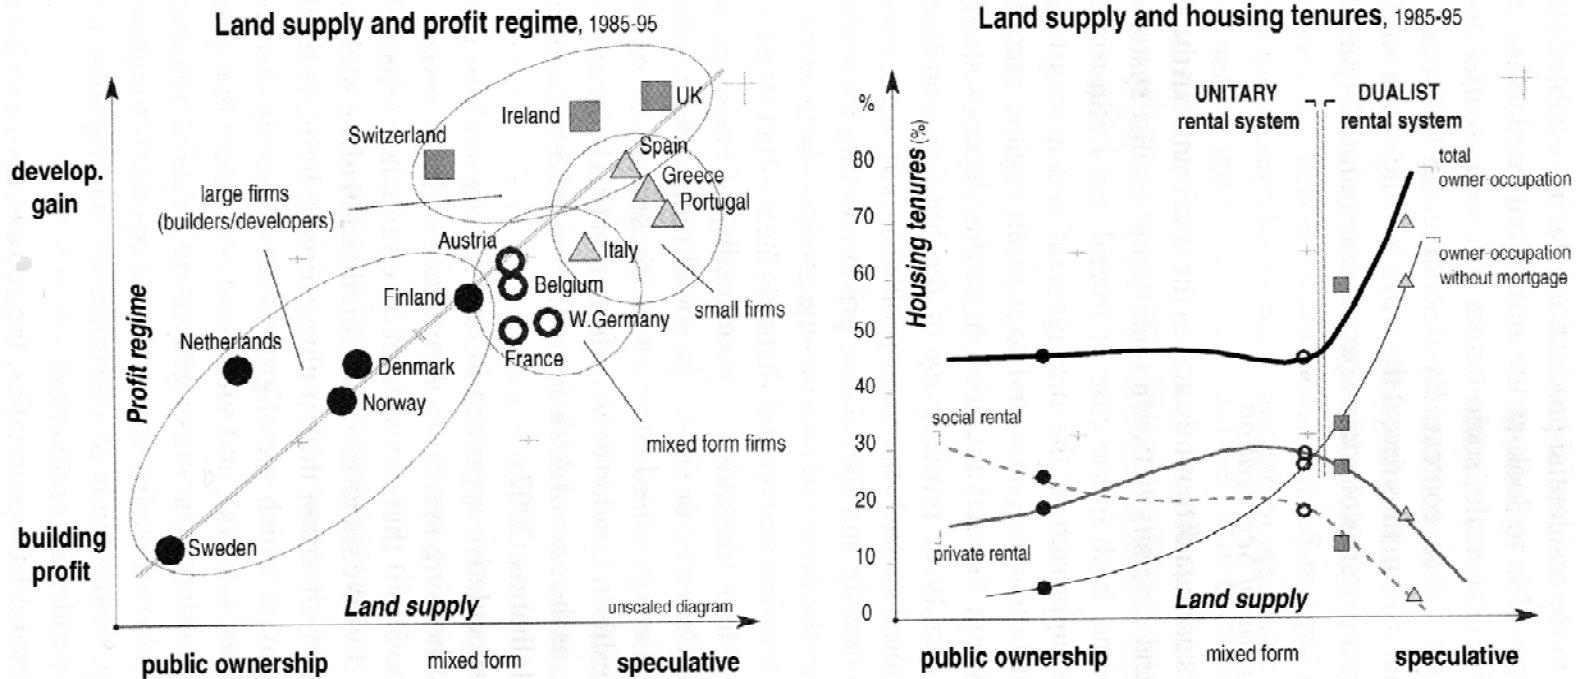 Land supply and profit regime, 1985-95
develop.
gain
building
profit
Profit regime
large firms
(builders/developers)
Switzerland
Ireland
UK
Spain
Greece
Portugal
Austria
Italy
Finland
Belgium
W.Germany
France
Netherlands
Denmark
Norway
Sweden
small firms
mixed form firms
Land supply
unscaled diagram
public ownership
mixed form
speculative
Land supply and housing tenures, 1985-95
%
80
70
60
50
40
30
20
10
0
Housing tenures (%)
UNITARY
rental system
DUALIST
rental system
total
owner-occupation
owner-occupation
without mortgage
social rental
private rental
Land supply
public ownership
mixed form
speculative